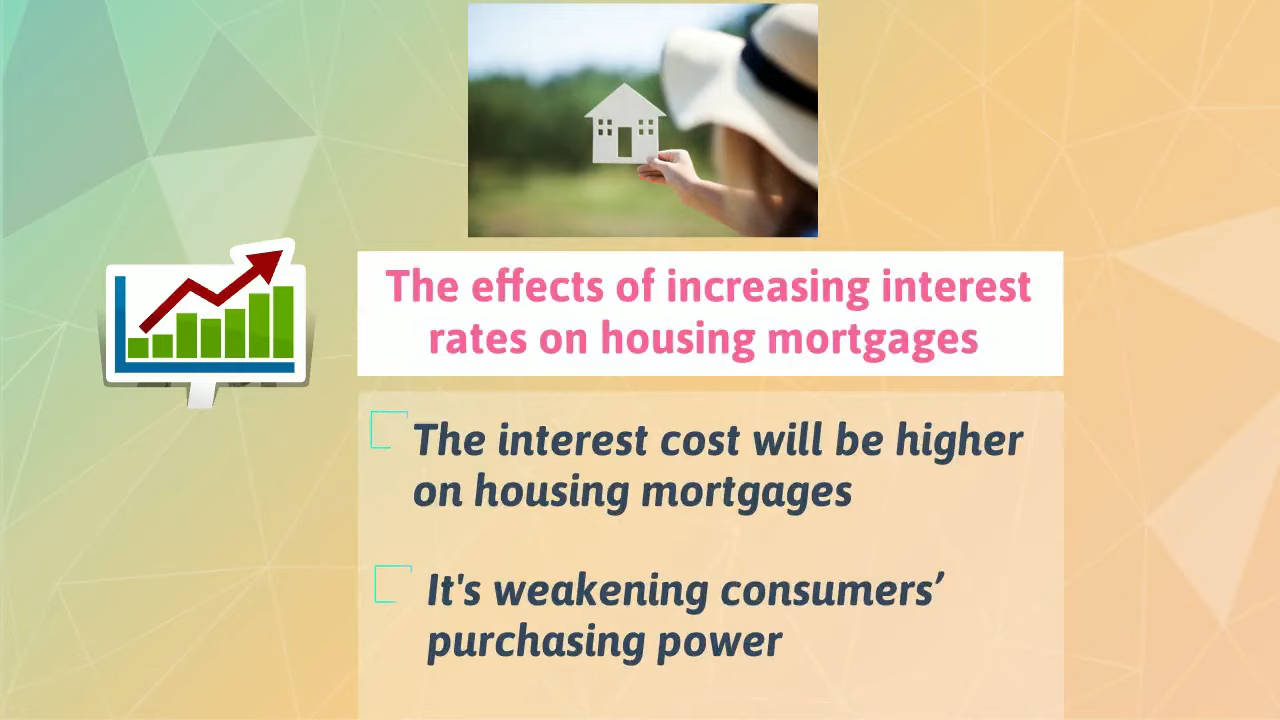 The effects of increasing interest
rates on housing mortgages
The interest cost will be higher
on housing mortgages
It's weakening consumers’
purchasing power